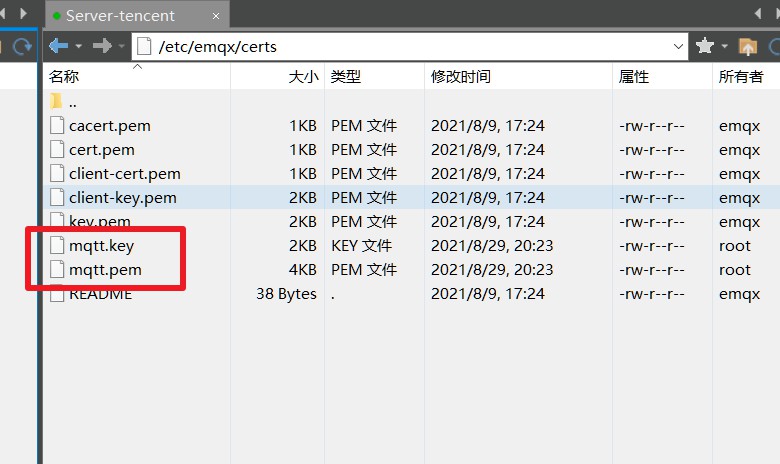 Server-tencent ×
/etc/emqx/certs
名称 大小 类型 修改时间 属性 所有者
..
cacert.pem 1KB PEM 文件 2021/8/9, 17:24 -rw-r--r-- emqx
cert.pem 1KB PEM 文件 2021/8/9, 17:24 -rw-r--r-- emqx
client-cert.pem 1KB PEM 文件 2021/8/9, 17:24 -rw-r--r-- emqx
client-key.pem 2KB PEM 文件 2021/8/9, 17:24 -rw-r--r-- emqx
key.pem 2KB PEM 文件 2021/8/9, 17:24 -rw-r--r-- emqx
mqtt.key 2KB KEY 文件 2021/8/29, 20:23 -rw-r--r-- root
mqtt.pem 4KB PEM 文件 2021/8/29, 20:23 -rw-r--r-- root
README 38 Bytes . 2021/8/9, 17:24 -rw-r--r-- emqx